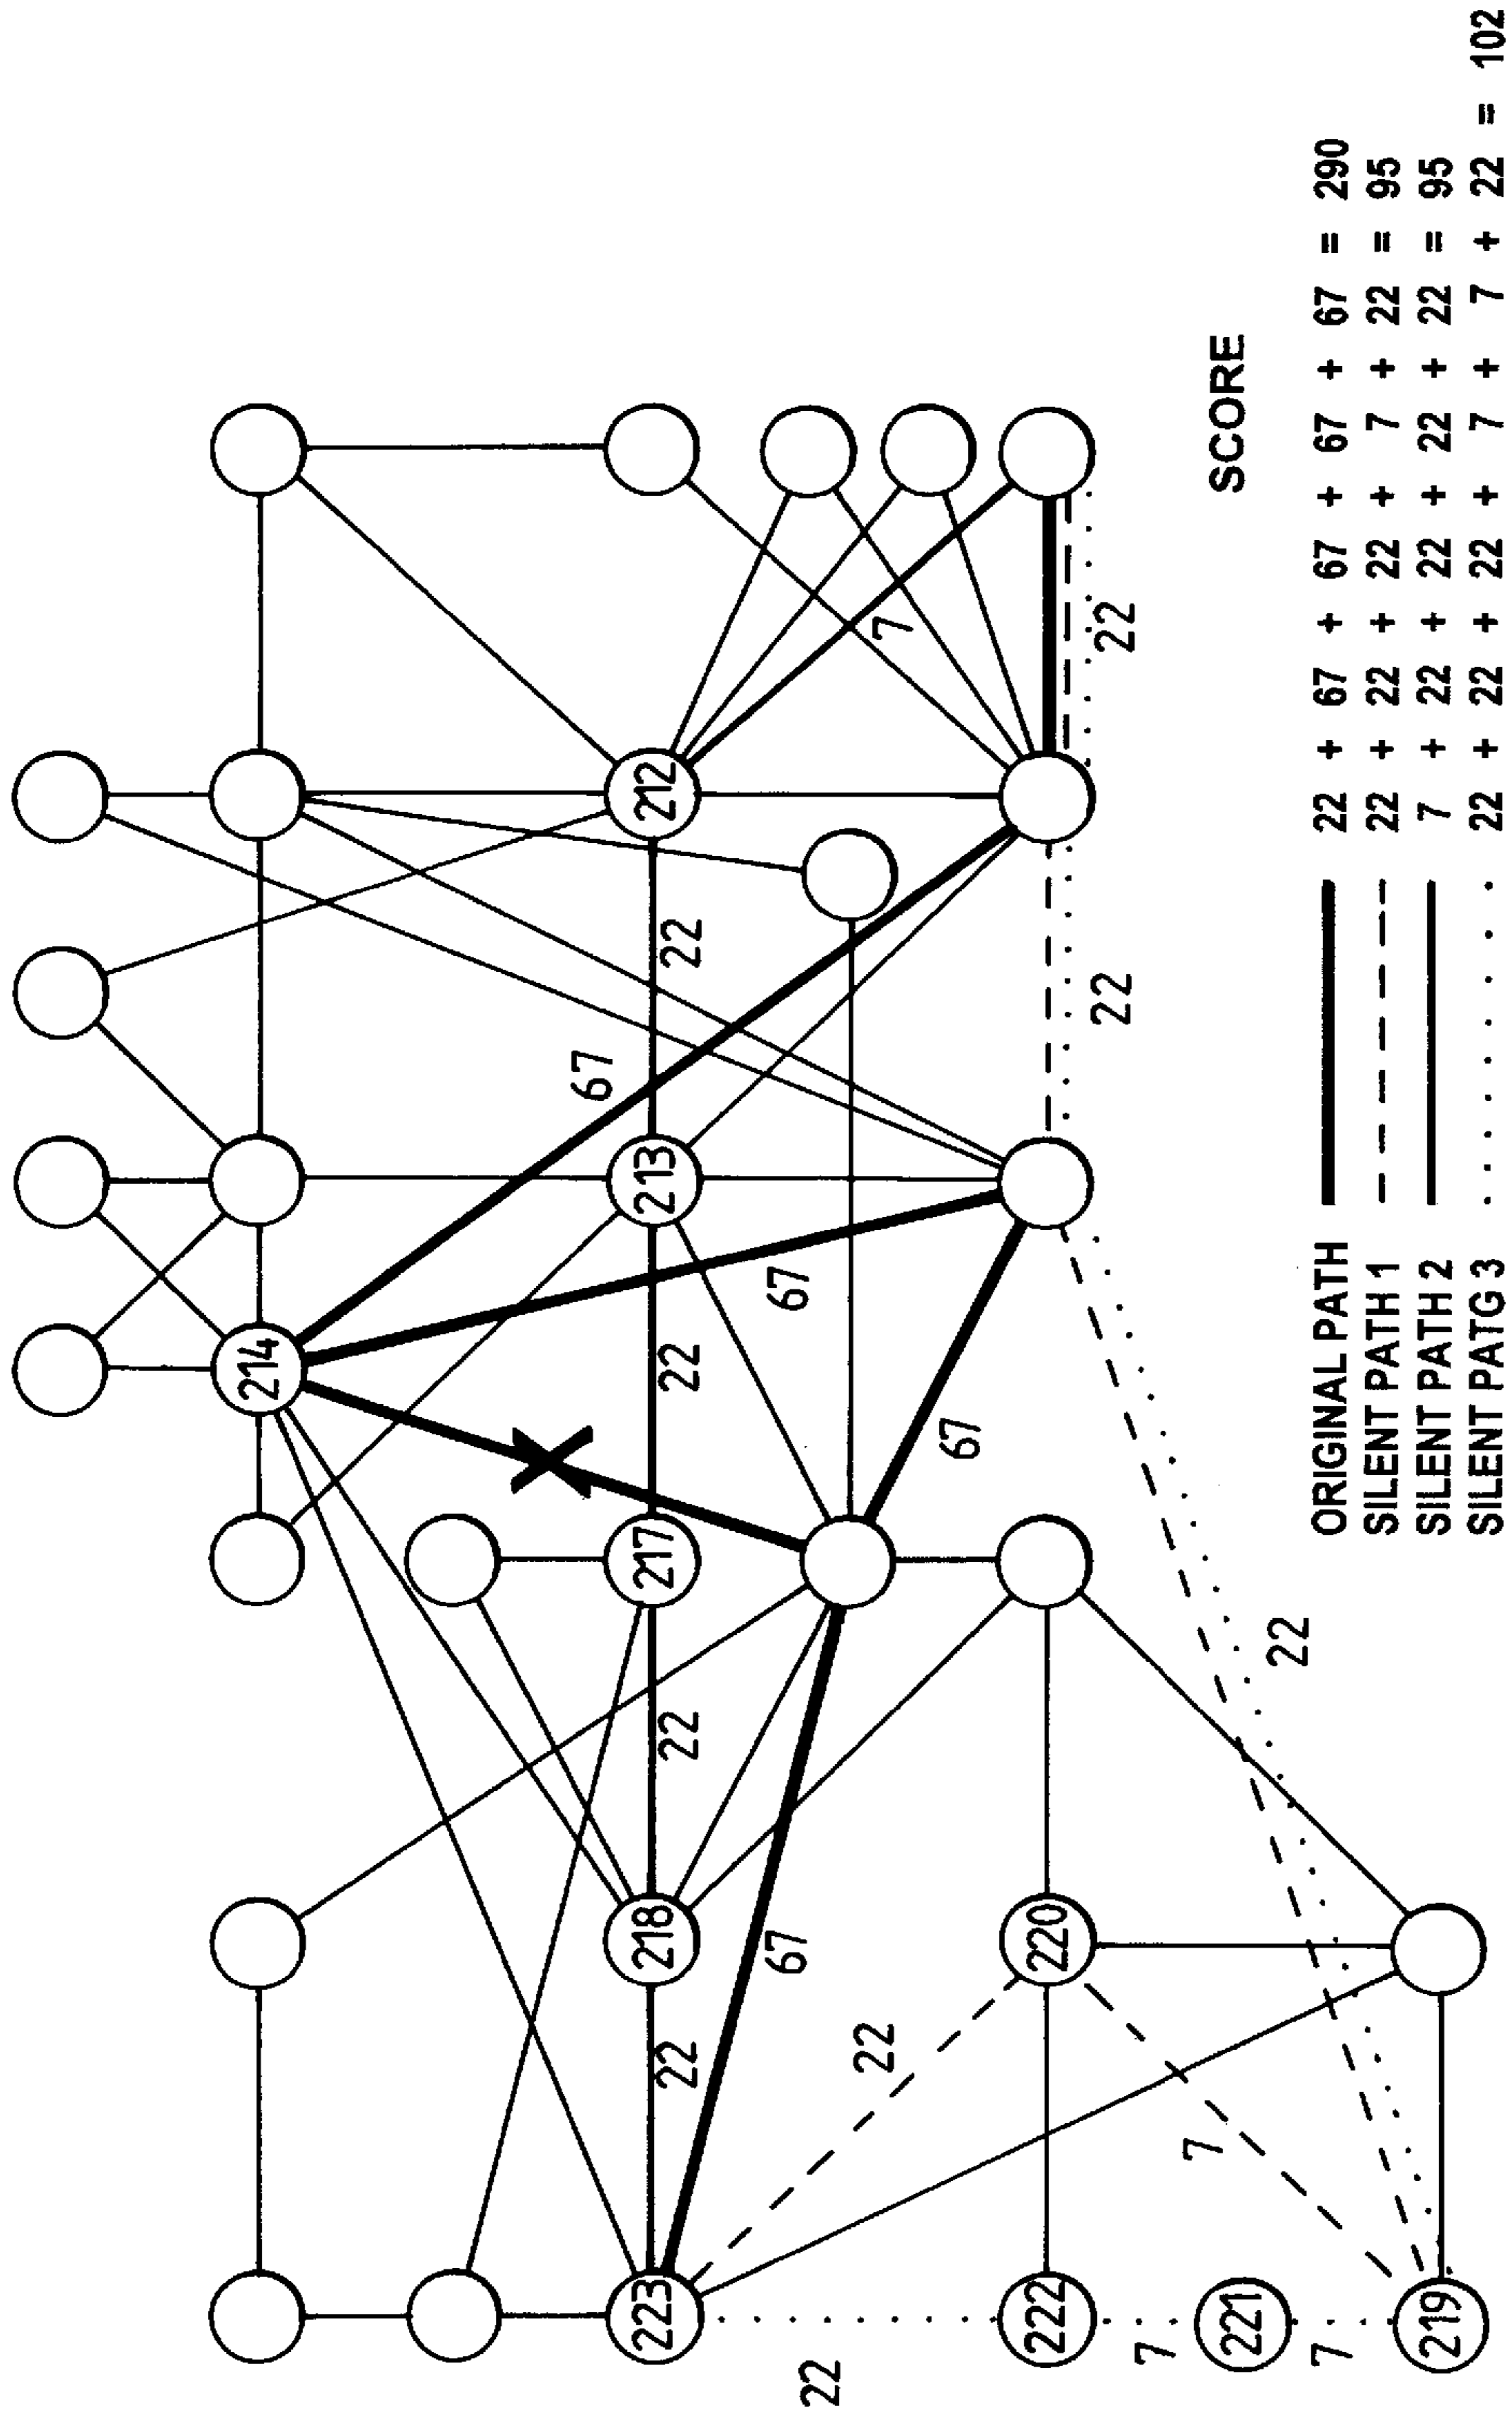 214
67
223 218 217 213 212
22 22 22 22
67 67
22
22 7
67
222 220
22 22
7
7
SCORE
221
22
7
219
ORIGINAL PATH 22 + 67 + 67 + 67 + 67 = 290
SILENT PATH 1 22 + 22 + 22 + 7 + 22 = 95
SILENT PATH 2 7 + 22 + 22 + 22 + 22 = 95
SILENT PATG 3 22 + 22 + 22 + 7 + 7 + 22 = 102